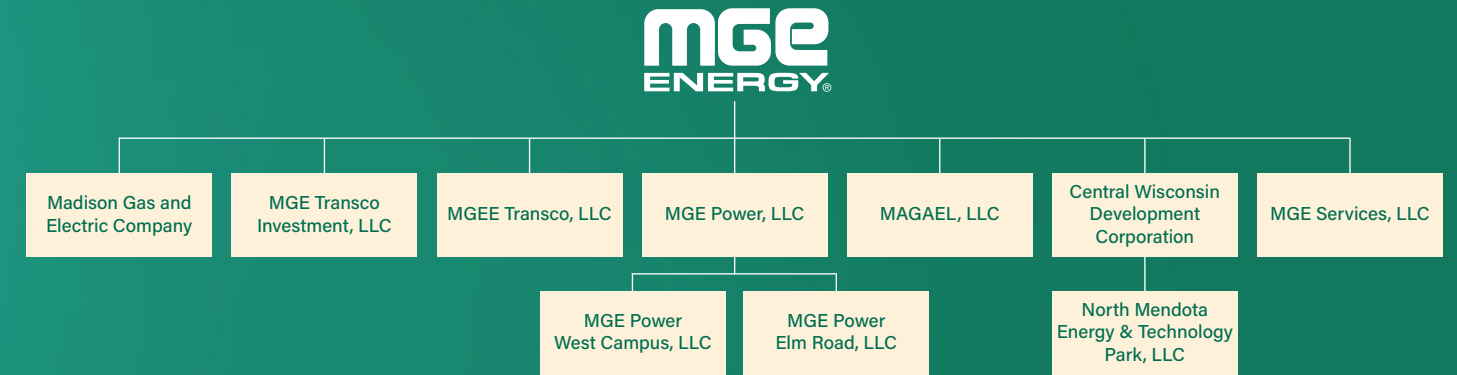 mGe
ENERGY®
Madison Gas and
Electric Company
MGE Transco
Investment, LLC
MGEE Transco, LLC
MGE Power, LLC
MAGAEL, LLC
Central Wisconsin
Development
Corporation
MGE Services, LLC
MGE Power
West Campus, LLC
MGE Power
Elm Road, LLC
North Mendota
Energy & Technology
Park, LLC